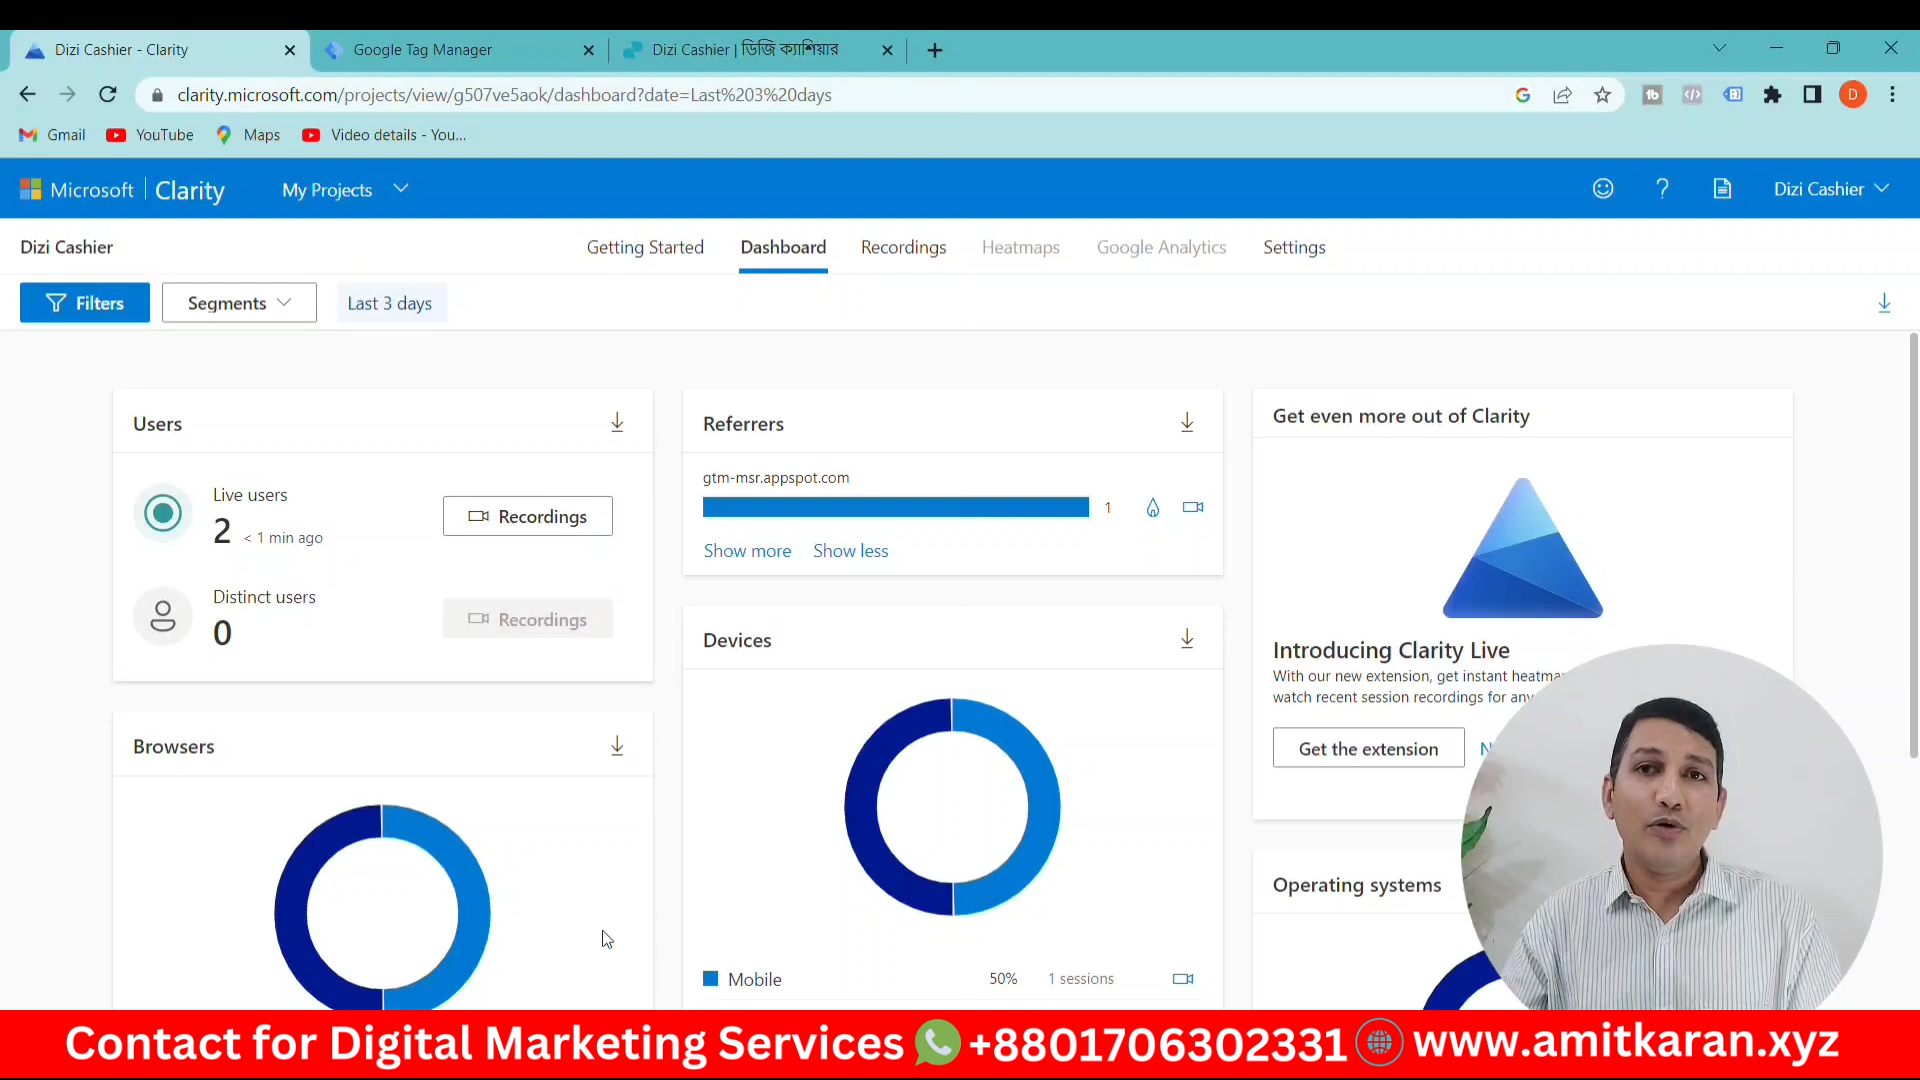 Dizi Cashier - Clarity
Google Tag Manager
Dizi Cashier | ডিজি ক্যাশিয়ার
clarity.microsoft.com/projects/view/g507ve5aok/dashboard?date=Last%203%20days
Gmail
YouTube
Maps
Video details - You...
Microsoft | Clarity
My Projects
Dizi Cashier
Dizi Cashier
Getting Started
Dashboard
Recordings
Heatmaps
Google Analytics
Settings
Filters
Segments
Last 3 days
Users
Live users
2 < 1 min ago
Recordings
Distinct users
0
Recordings
Browsers
Referrers
gtm-msr.appspot.com
1
Show more Show less
Devices
Mobile 50% 1 sessions
Get even more out of Clarity
Introducing Clarity Live
With our new extension, get instant
watch recent session recordings for
Get the extension
Operating systems
Contact for Digital Marketing Services +8801706302331 www.amitkaran.xyz